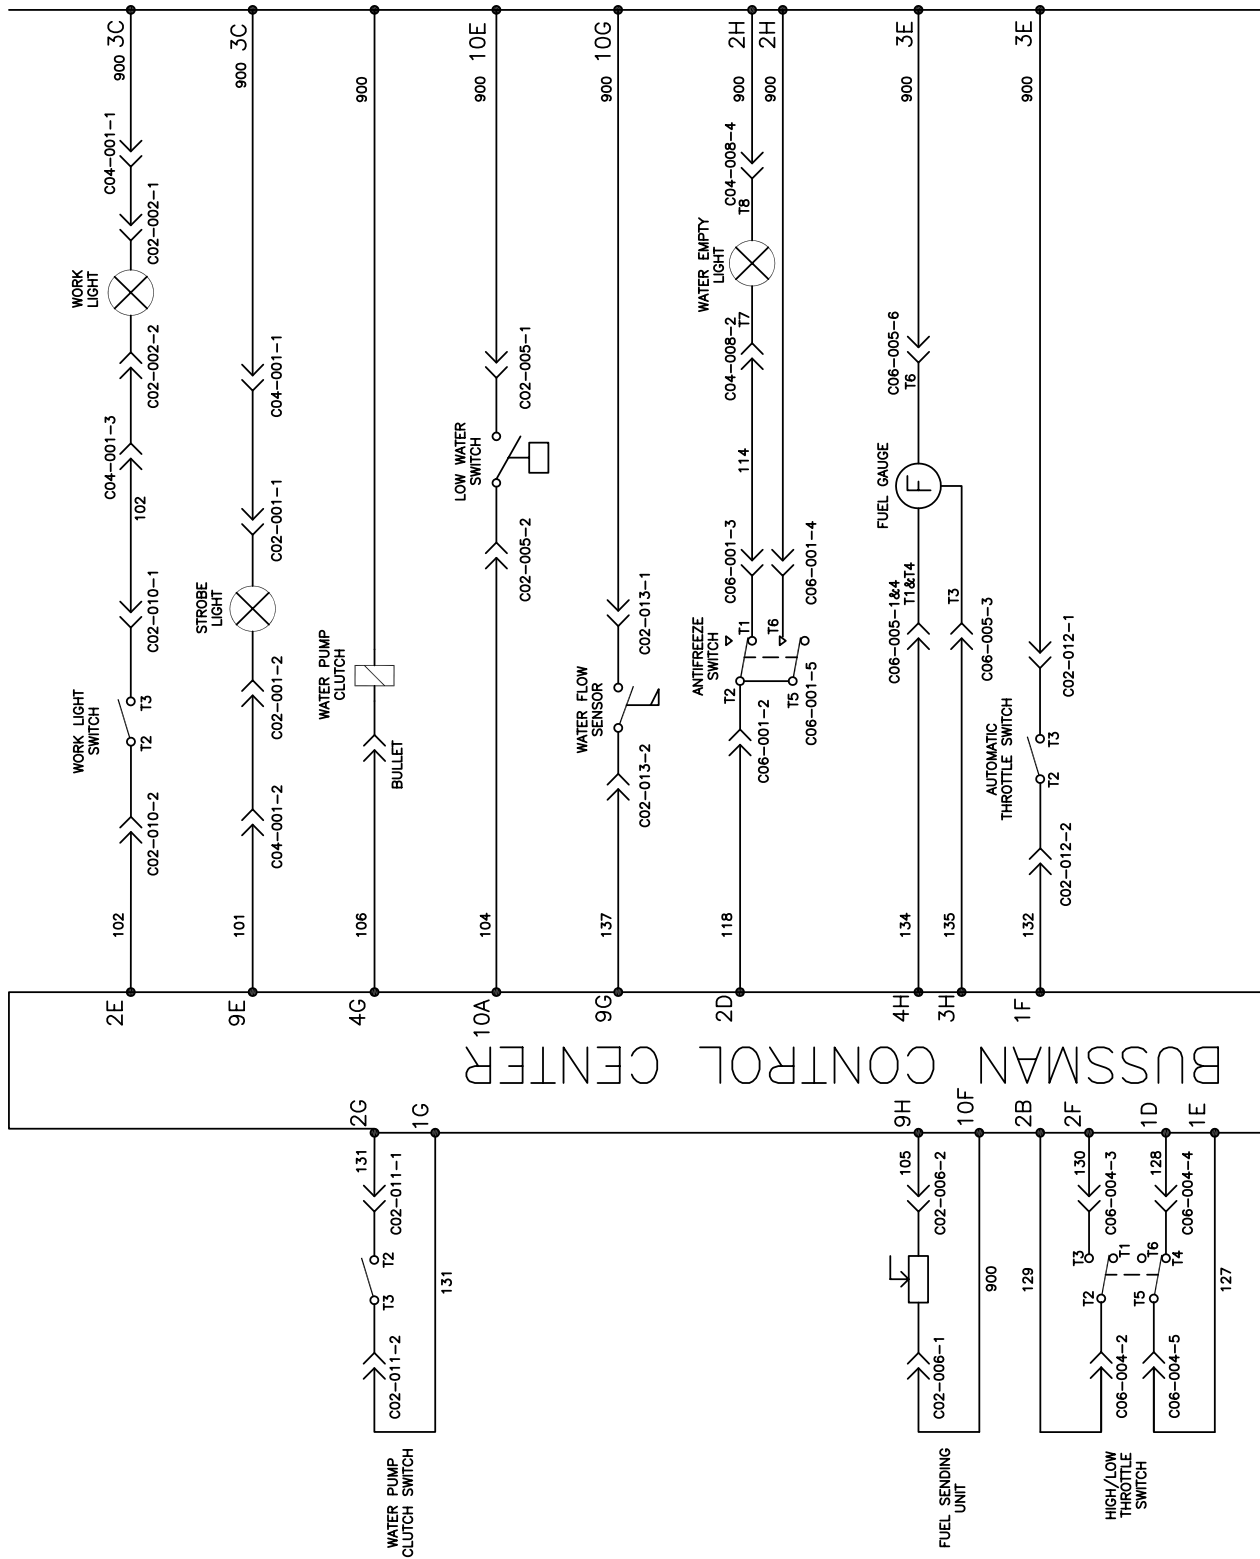 3C
900
C04-001-1
C02-002-1
WORK
LIGHT
C02-002-2
C04-001-3
102
C02-010-1
T3
WORK LIGHT
SWITCH
T2
C02-010-2
102
2E
3C
900
C04-001-1
C02-001-1
STROBE
LIGHT
C02-001-2
C04-001-2
101
9E
900
WATER PUMP
CLUTCH
BULLET
106
4G
10E
900
C02-005-1
LOW WATER
SWITCH
C02-005-2
104
10A
10G
900
C02-013-1
WATER FLOW
SENSOR
C02-013-2
137
9G
2H
2H
900
900
C04-008-4
T8
WATER EMPTY
LIGHT
T7
C04-008-2
114
C06-001-3
C06-001-4
T1
T6
ANTIFREEZE
SWITCH
T2
T5
C06-001-5
C06-001-2
118
2D
3E
900
C06-005-6
T6
FUEL GAUGE
F
C06-005-1&4
T1&T4
T3
C06-005-3
134
135
4H
3H
3E
900
C02-012-1
AUTOMATIC
THROTTLE SWITCH
T3
T2
C02-012-2
132
1F
BUSSMAN CONTROL CENTER
2G
1G
131
C02-011-1
T2
T3
131
C02-011-2
WATER PUMP
CLUTCH SWITCH
9H
10F
105
C02-006-2
900
C02-006-1
FUEL SENDING
UNIT
2B
2F
1D
1E
130
C06-004-3
128
C06-004-4
T3
T1
T6
T4
129
T2
T5
127
C06-004-2
C06-004-5
HIGH/LOW
THROTTLE
SWITCH